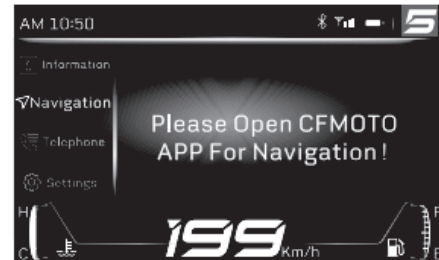 AM 10:50
5
Information
Navigation
Telephone
Settings
Please Open CFMOTO
APP For Navigation!
H
C
199
Km/h
F
E